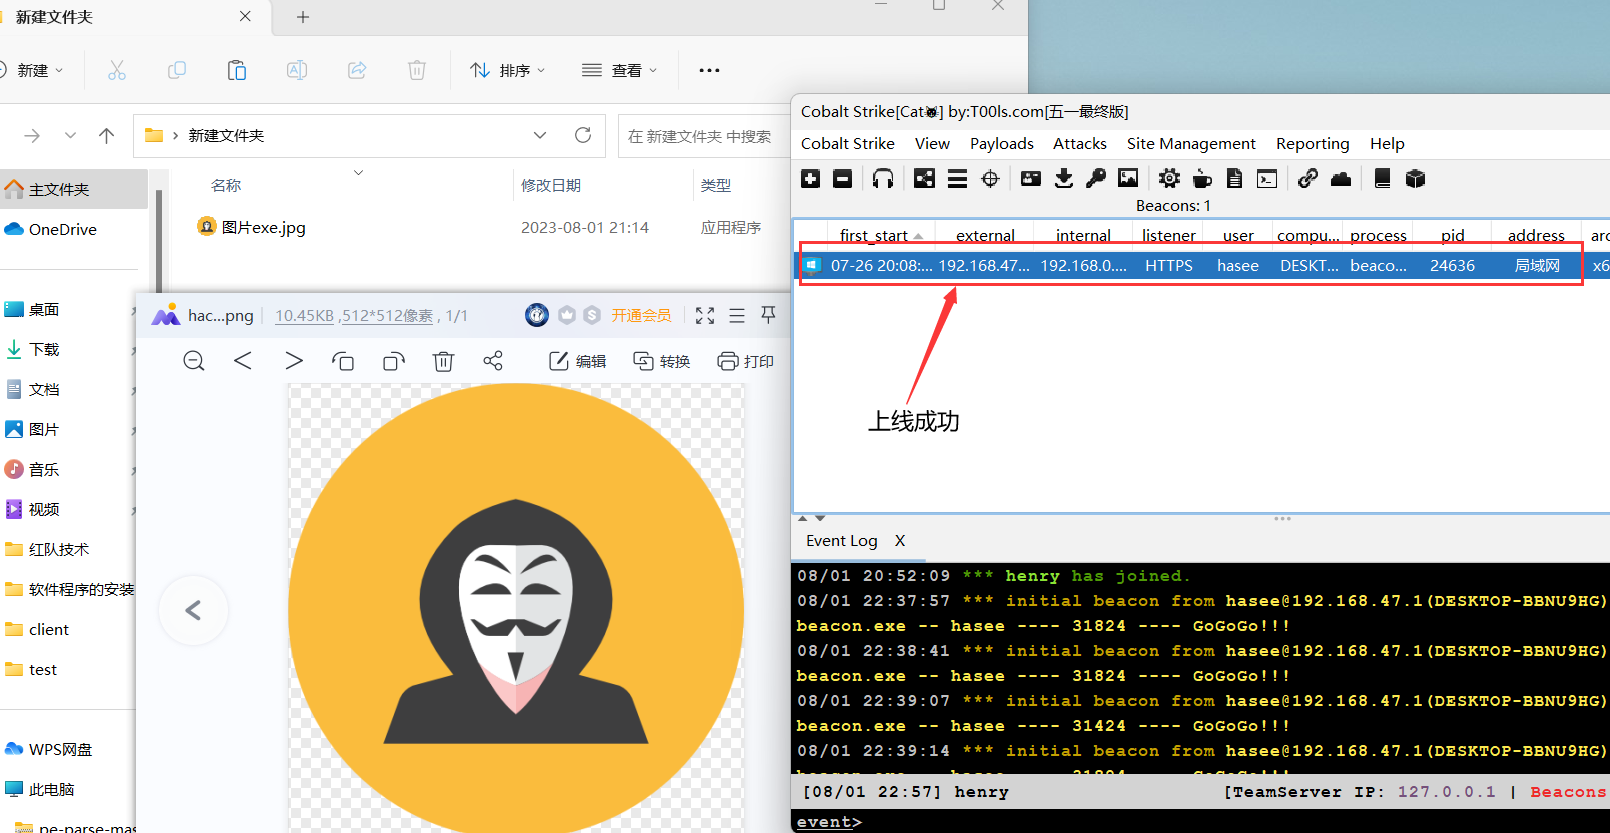 新建文件夹
新建
排序
查看
新建文件夹
在 新建文件夹 中搜索
主文件夹
OneDrive
桌面
下载
文档
图片
音乐
视频
红队技术
软件程序的安装
client
test
WPS网盘
此电脑
pe-parse-mas
名称
修改日期
类型
图片exe.jpg
2023-08-01 21:14
应用程序
hac...png
10.45KB ,512*512像素 , 1/1
开通会员
编辑
转换
打印
Cobalt Strike[Cat] by:T00ls.com[五一最终版]
Cobalt Strike View Payloads Attacks Site Management Reporting Help
Beacons: 1
first_start external internal listener user compu... process pid address arc
07-26 20:08:... 192.168.47... 192.168.0.... HTTPS hasee DESKT... beaco... 24636 局域网 x6
上线成功
Event Log X
08/01 20:52:09 *** henry has joined.
08/01 22:37:57 *** initial beacon from hasee@192.168.47.1(DESKTOP-BBNU9HG)
beacon.exe -- hasee ---- 31824 ---- GoGoGo!!!
08/01 22:38:41 *** initial beacon from hasee@192.168.47.1(DESKTOP-BBNU9HG)
beacon.exe -- hasee ---- 31824 ---- GoGoGo!!!
08/01 22:39:07 *** initial beacon from hasee@192.168.47.1(DESKTOP-BBNU9HG)
beacon.exe -- hasee ---- 31424 ---- GoGoGo!!!
08/01 22:39:14 *** initial beacon from hasee@192.168.47.1(DESKTOP-BBNU9HG)
[08/01 22:57] henry
[TeamServer IP: 127.0.0.1 | Beacons
event>